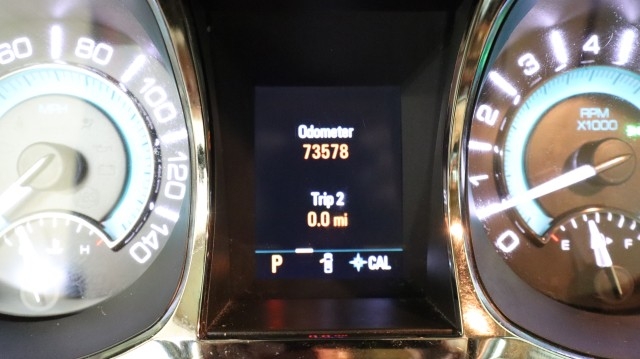 60 80 100 120 140
H
Odometer
73578
Trip 2
0.0 mi
P CAL
4
3
2
1
0
RPM
X1000
E F